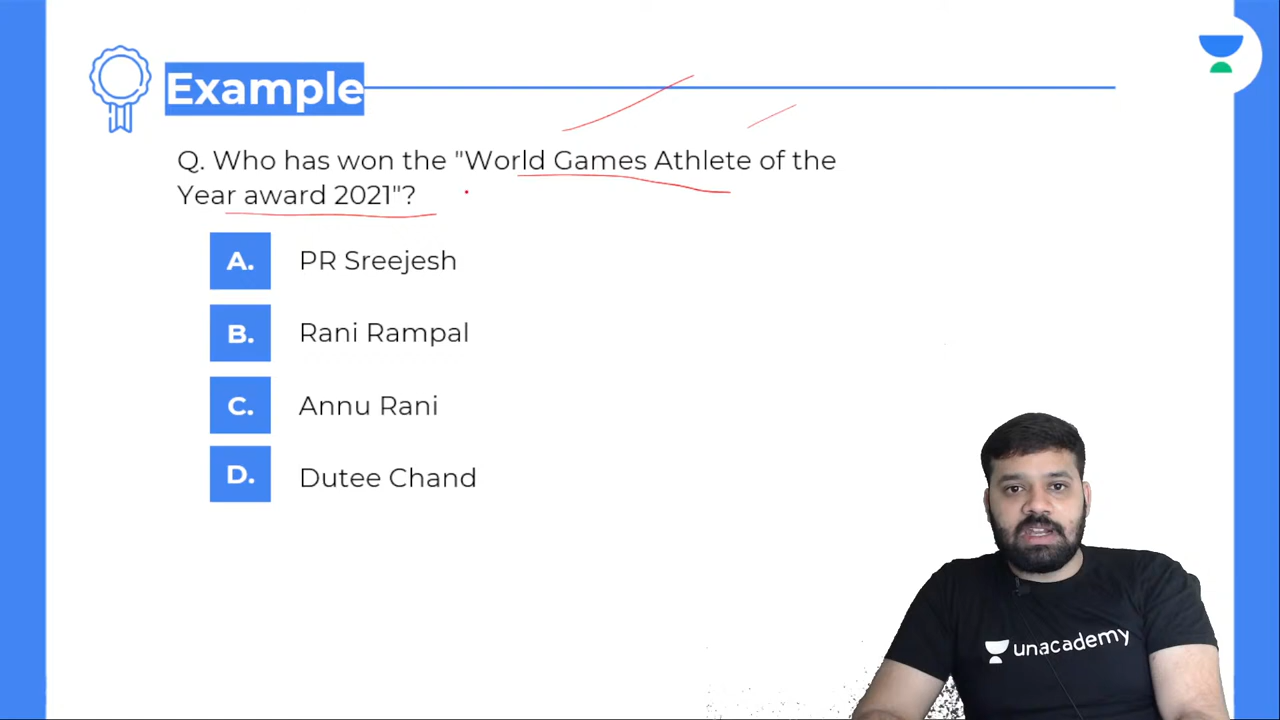 Example
Q. Who has won the "World Games Athlete of the
Year award 2021"?
A. PR Sreejesh
B. Rani Rampal
C. Annu Rani
D. Dutee Chand
unacademy